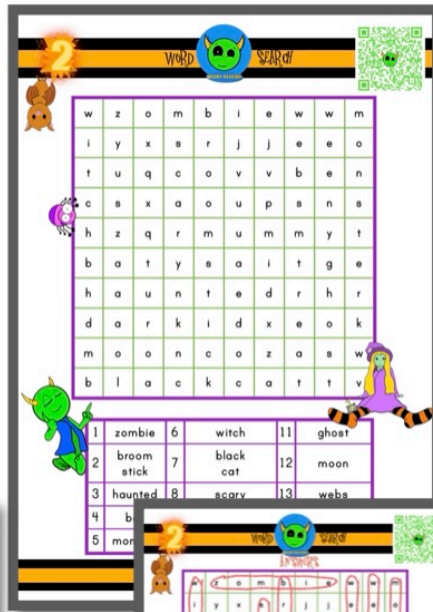 2
WORD SEARCH
w z o m b i e w w m
i y x s r j j e e o
t u q c o v v b e n
c s x a o u p s n s
h z q r m u m m y t
b a t y s a i t g e
h a u n t e d r h r
d a r k i d x e o k
m o o n c o z a s w
b l a c k c a t t v
1 zombie 6 witch 11 ghost
2 broom stick 7 black cat 12 moon
3 haunted 8 scary 13 webs
4
5
2
WORD SEARCH
ANSWERS
w z o m b i e w w m
i y x s r j j e e o